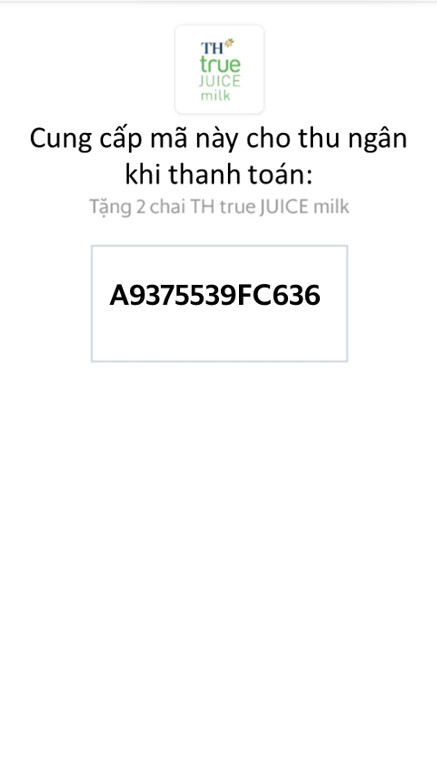 TH
true
JUICE
milk
Cung cấp mã này cho thu ngân
khi thanh toán:
Tặng 2 chai TH true JUICE milk
A9375539FC636